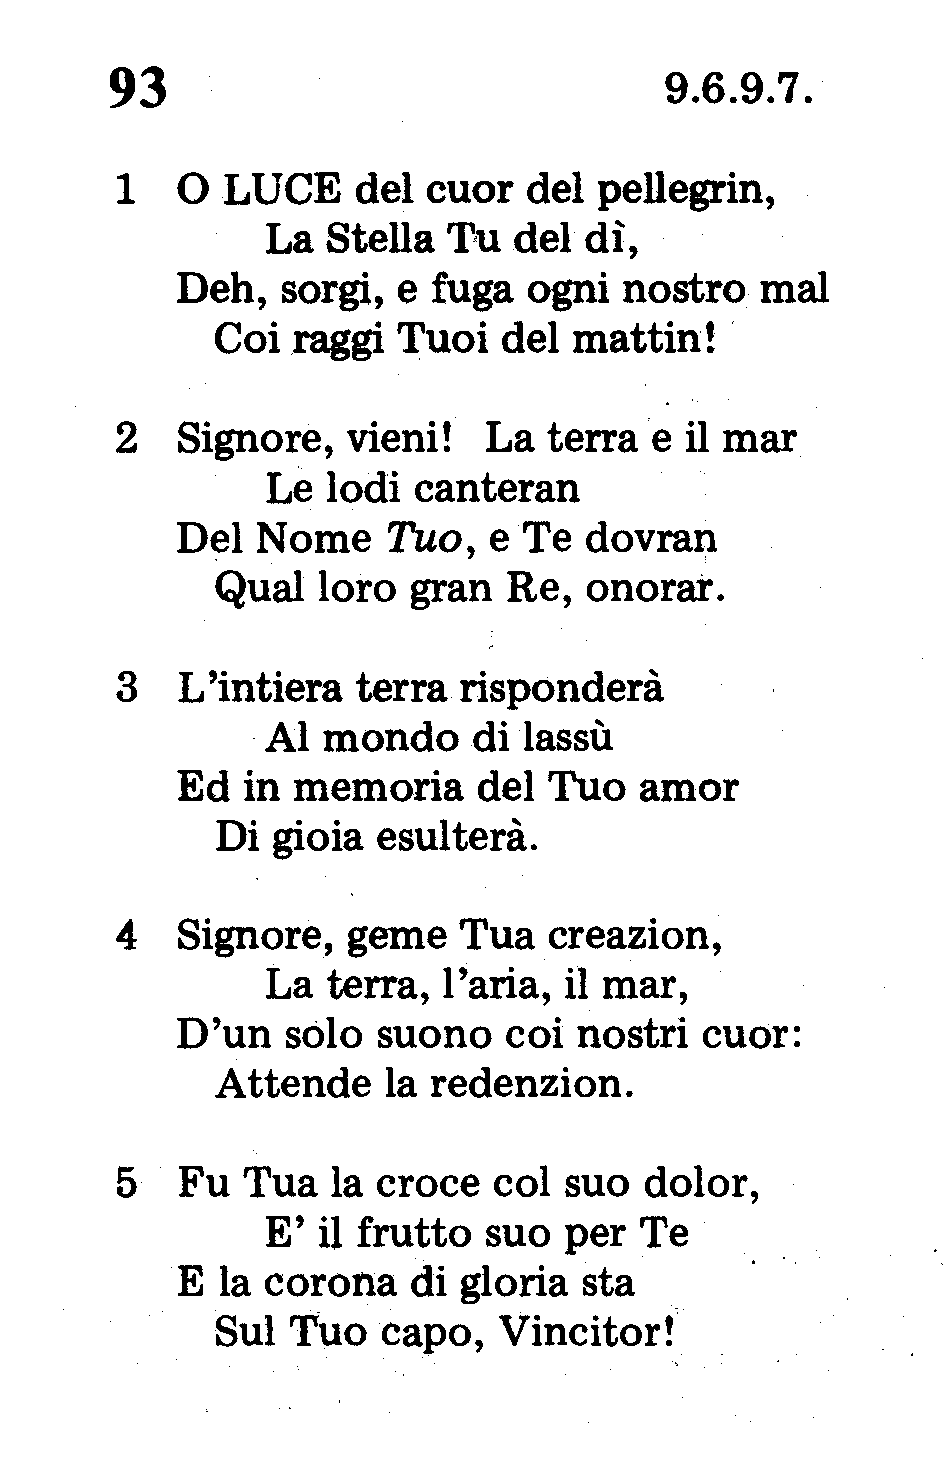 93 9.6.9.7.
1 O LUCE del cuor del pellegrin,
La Stella Tu del dì,
Deh, sorgi, e fuga ogni nostro mal
Coi raggi Tuoi del mattin!
2 Signore, vieni! La terra e il mar
Le lodi canteran
Del Nome Tuo, e Te dovran
Qual loro gran Re, onorar.
3 L'intiera terra risponderà
Al mondo di lassù
Ed in memoria del Tuo amor
Di gioia esulterà.
4 Signore, geme Tua creazion,
La terra, l'aria, il mar,
D'un solo suono coi nostri cuor:
Attende la redenzion.
5 Fu Tua la croce col suo dolor,
E' il frutto suo per Te
E la corona di gloria sta
Sul Tuo capo, Vincitor!